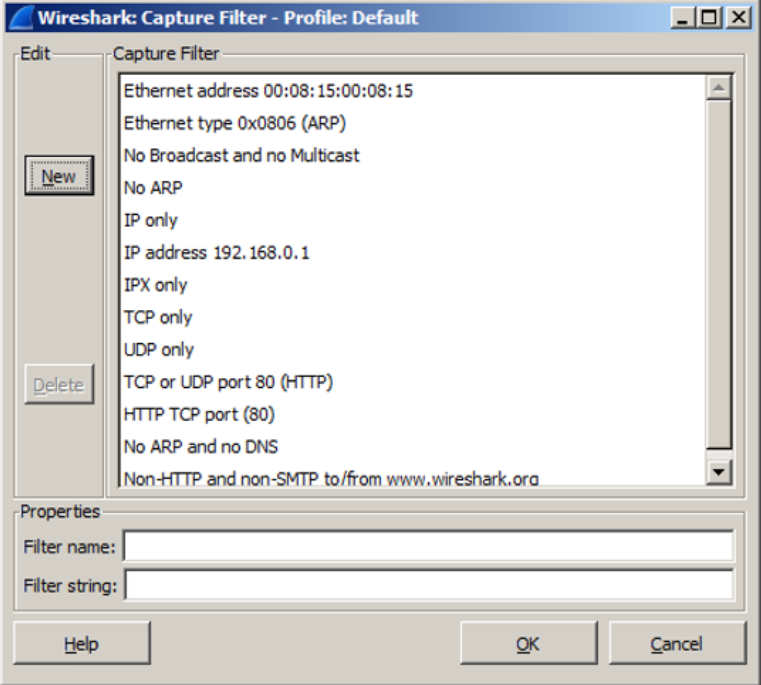 Wireshark: Capture Filter - Profile: Default
Edit
Capture Filter
Ethernet address 00:08:15:00:08:15
Ethernet type 0x0806 (ARP)
No Broadcast and no Multicast
New
No ARP
IP only
IP address 192.168.0.1
IPX only
TCP only
UDP only
Delete
TCP or UDP port 80 (HTTP)
HTTP TCP port (80)
No ARP and no DNS
Non-HTTP and non-SMTP to/from www.wireshark.org
Properties
Filter name:
Filter string:
Help
OK
Cancel